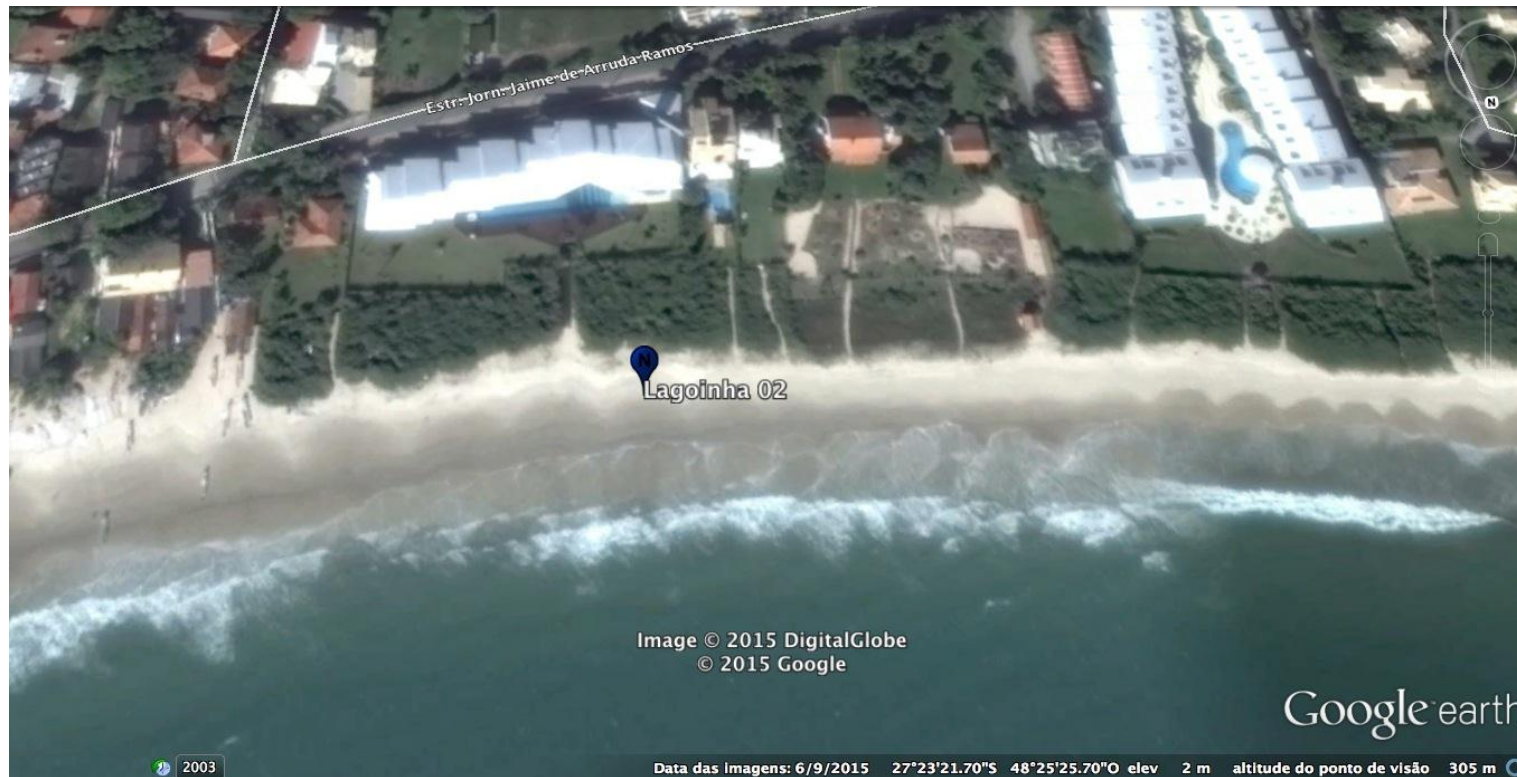 Estr. Jorn. Jaime de Arruda Ramos
N
N
Lagoinha 02
Image © 2015 DigitalGlobe
© 2015 Google
Google earth
2003
Data das imagens: 6/9/2015 27°23'21.70"S 48°25'25.70"O elev 2 m altitude do ponto de visão 305 m